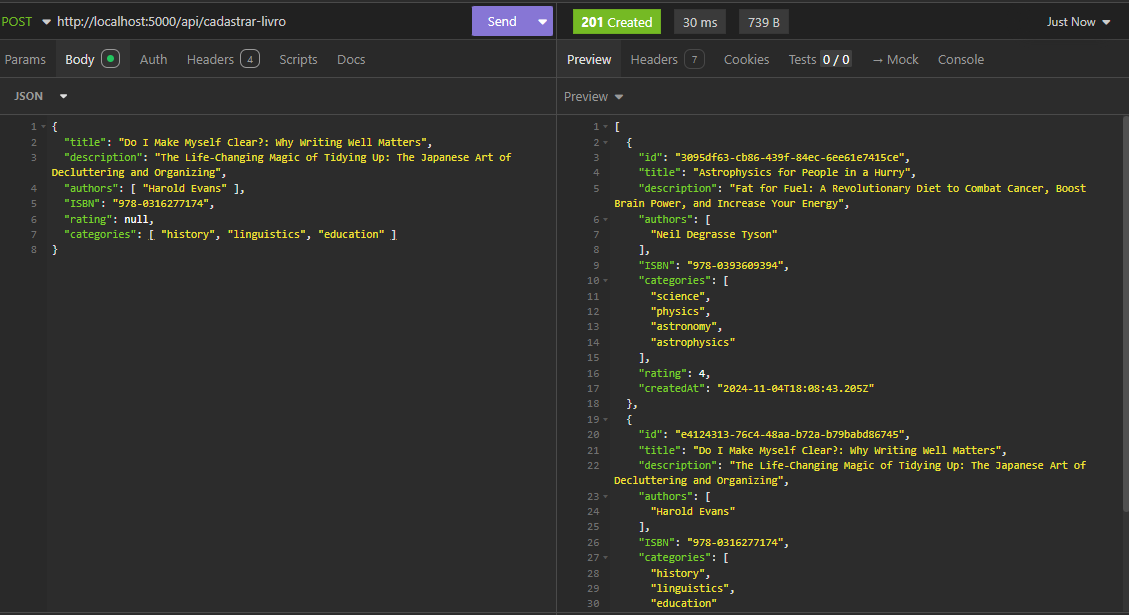 POST http://localhost:5000/api/cadastrar-livro Send 201 Created 30 ms 739 B Just Now
Params Body Auth Headers 4 Scripts Docs
Preview Headers 7 Cookies Tests 0 / 0 → Mock Console
JSON
Preview
1 {
2 "title": "Do I Make Myself Clear?: Why Writing Well Matters",
3 "description": "The Life-Changing Magic of Tidying Up: The Japanese Art of
Decluttering and Organizing",
4 "authors": [ "Harold Evans" ],
5 "ISBN": "978-0316277174",
6 "rating": null,
7 "categories": [ "history", "linguistics", "education" ]
8 }
1 [
2 {
3 "id": "3095df63-cb86-439f-84ec-6ee61e7415ce",
4 "title": "Astrophysics for People in a Hurry",
5 "description": "Fat for Fuel: A Revolutionary Diet to Combat Cancer, Boost
Brain Power, and Increase Your Energy",
6 "authors": [
7 "Neil Degrasse Tyson"
8 ],
9 "ISBN": "978-0393609394",
10 "categories": [
11 "science",
12 "physics",
13 "astronomy",
14 "astrophysics"
15 ],
16 "rating": 4,
17 "createdAt": "2024-11-04T18:08:43.205Z"
18 },
19 {
20 "id": "e4124313-76c4-48aa-b72a-b79babd86745",
21 "title": "Do I Make Myself Clear?: Why Writing Well Matters",
22 "description": "The Life-Changing Magic of Tidying Up: The Japanese Art of
Decluttering and Organizing",
23 "authors": [
24 "Harold Evans"
25 ],
26 "ISBN": "978-0316277174",
27 "categories": [
28 "history",
29 "linguistics",
30 "education"